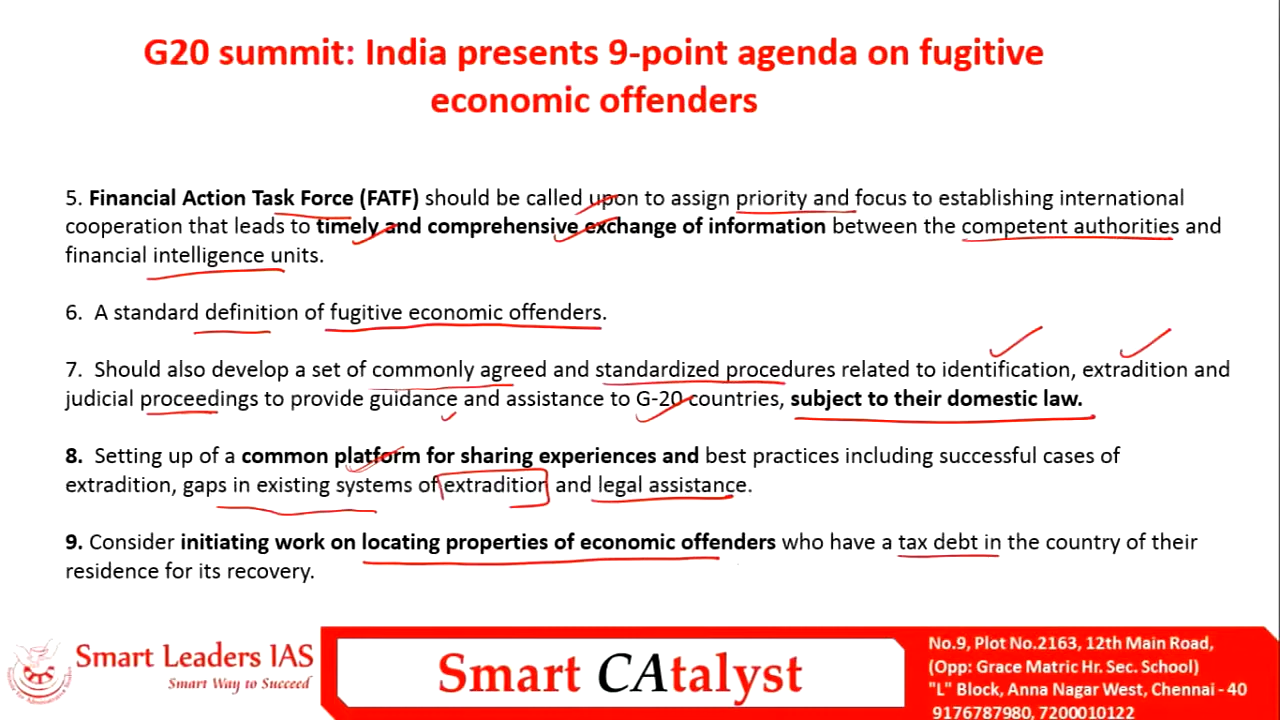 G20 summit: India presents 9-point agenda on fugitive
economic offenders
5. Financial Action Task Force (FATF) should be called upon to assign priority and focus to establishing international
cooperation that leads to timely and comprehensive exchange of information between the competent authorities and
financial intelligence units.
6. A standard definition of fugitive economic offenders.
7. Should also develop a set of commonly agreed and standardized procedures related to identification, extradition and
judicial proceedings to provide guidance and assistance to G-20 countries, subject to their domestic law.
8. Setting up of a common platform for sharing experiences and best practices including successful cases of
extradition, gaps in existing systems of extradition and legal assistance.
9. Consider initiating work on locating properties of economic offenders who have a tax debt in the country of their
residence for its recovery.
Smart Leaders IAS
Smart Way to Succeed
Smart CAtalyst
No.9, Plot No.2163, 12th Main Road,
(Opp: Grace Matric Hr. Sec. School)
"L" Block, Anna Nagar West, Chennai - 40
9176787980, 7200010122